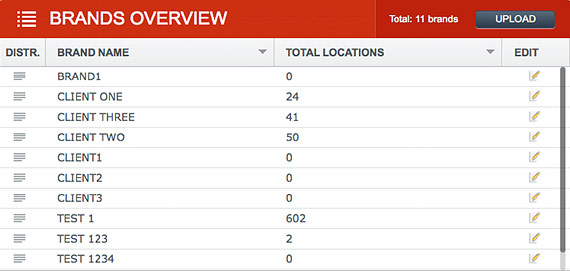 BRANDS OVERVIEW Total: 11 brands UPLOAD
DISTR. BRAND NAME TOTAL LOCATIONS EDIT
BRAND1 0
CLIENT ONE 24
CLIENT THREE 41
CLIENT TWO 50
CLIENT1 0
CLIENT2 0
CLIENT3 0
TEST 1 602
TEST 123 2
TEST 1234 0